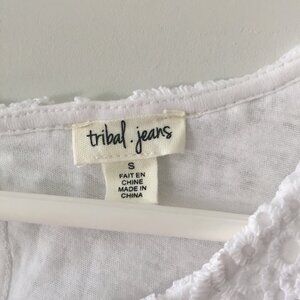 tribal.jeans
S
FAIT EN
CHINE
MADE IN
CHINA